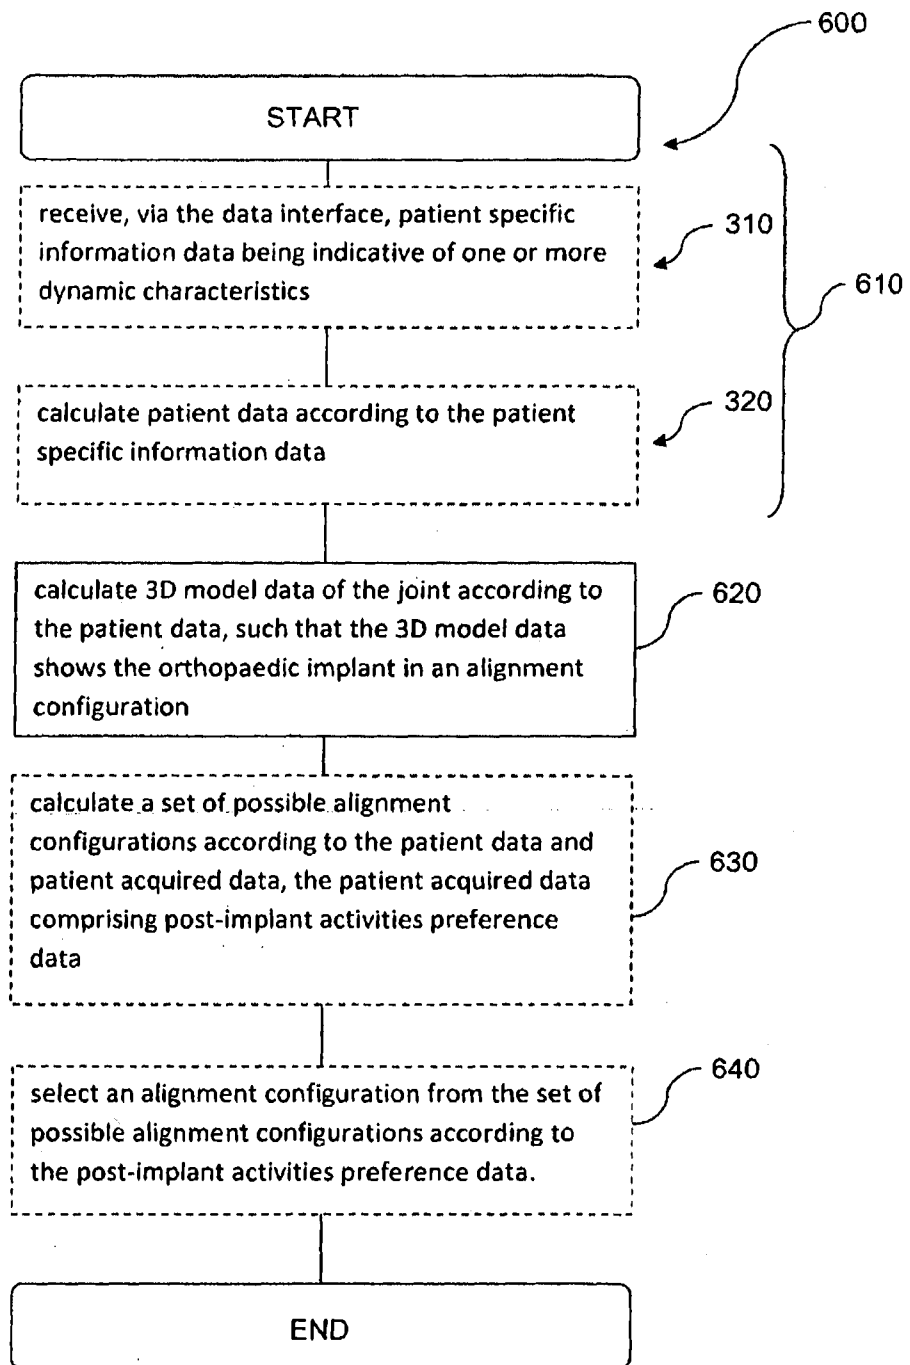 600
START
receive, via the data interface, patient specific
information data being indicative of one or more
dynamic characteristics
310
610
calculate patient data according to the patient
specific information data
320
calculate 3D model data of the joint according to
the patient data, such that the 3D model data
shows the orthopaedic implant in an alignment
configuration
620
calculate a set of possible alignment
configurations according to the patient data and
patient acquired data, the patient acquired data
comprising post-implant activities preference
data
630
select an alignment configuration from the set of
possible alignment configurations according to
the post-implant activities preference data.
640
END